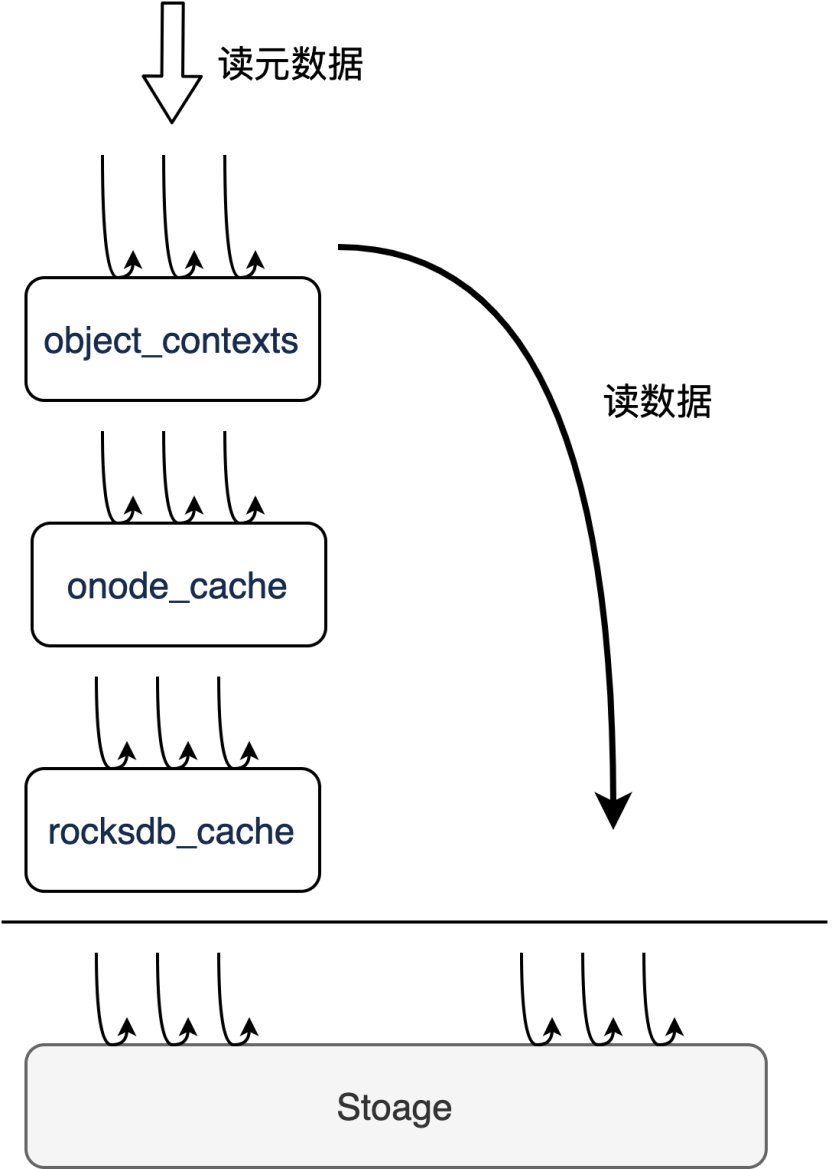 读元数据
object_contexts
读数据
onode_cache
rocksdb_cache
Stoage